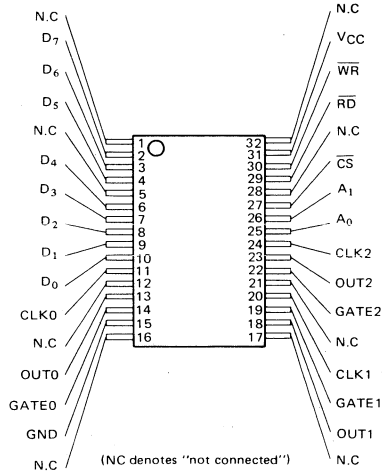 N.C
D7
D6
D5
N.C
D4
D3
D2
D1
D0
CLK0
N.C
OUT0
GATE0
GND
N.C
1
2
3
4
5
6
7
8
9
10
11
12
13
14
15
16
32
31
30
29
28
27
26
25
24
23
22
21
20
19
18
17
N.C
VCC
W̅R̅
R̅D̅
N.C
C̅S̅
A1
A0
CLK2
OUT2
GATE2
N.C
CLK1
GATE1
OUT1
N.C
(NC denotes "not connected")